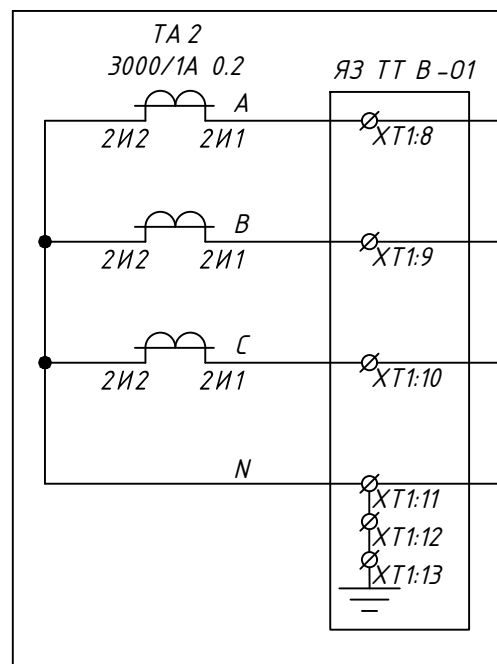 ТА 2
3000/1А 0.2
ЯЗ ТТ В-01
А
2И2 2И1
ХТ1:8
В
2И2 2И1
ХТ1:9
С
2И2 2И1
ХТ1:10
N
ХТ1:11
ХТ1:12
ХТ1:13